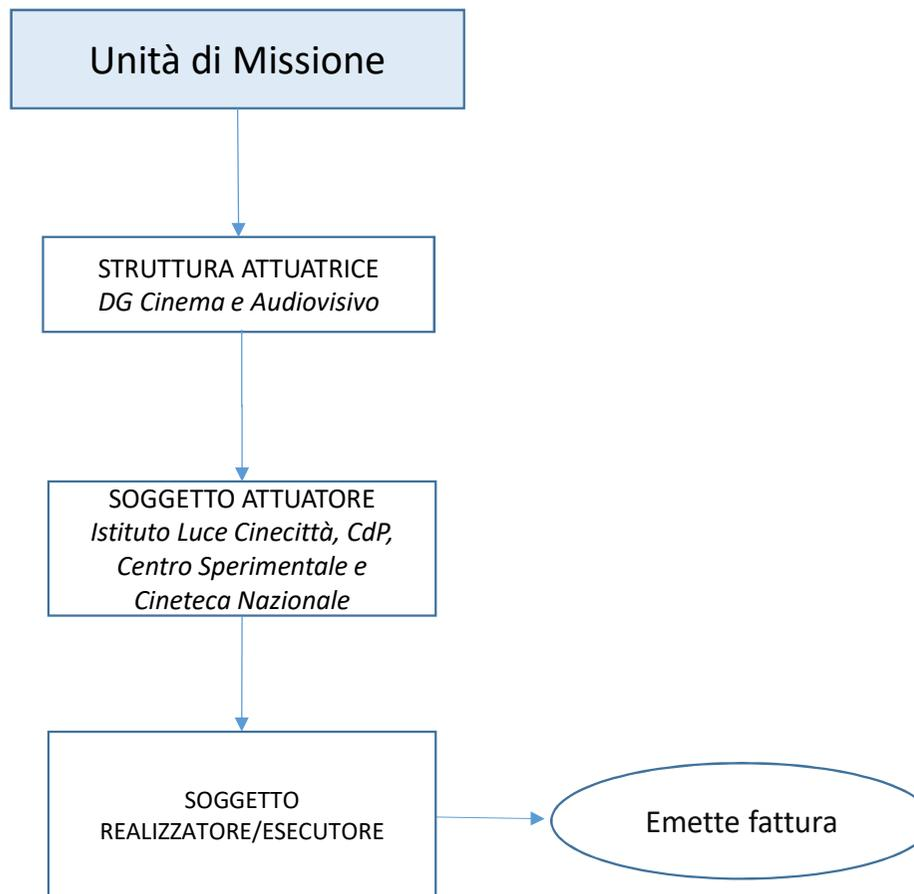 Unità di Missione
STRUTTURA ATTUATRICE
DG Cinema e Audiovisivo
SOGGETTO ATTUATORE
Istituto Luce Cinecittà, CdP,
Centro Sperimentale e
Cineteca Nazionale
SOGGETTO
REALIZZATORE/ESECUTORE
Emette fattura